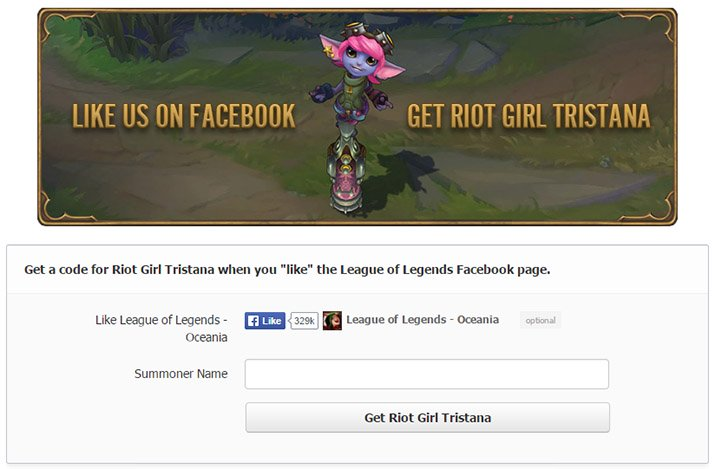 LIKE US ON FACEBOOK
GET RIOT GIRL TRISTANA
Get a code for Riot Girl Tristana when you "like" the League of Legends Facebook page.
Like League of Legends -
Oceania
Like
329k
League of Legends - Oceania
optional
Summoner Name
Get Riot Girl Tristana